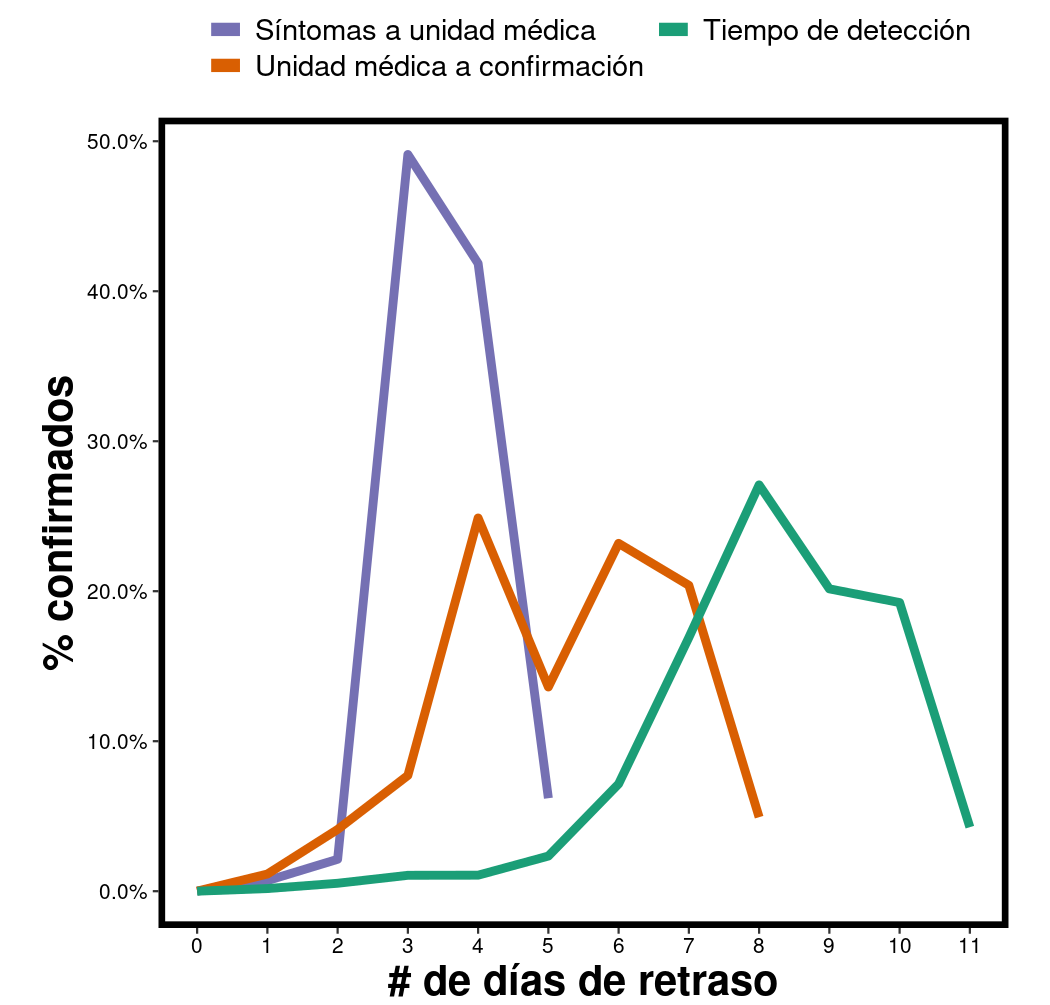 Síntomas a unidad médica
Tiempo de detección
Unidad médica a confirmación
50.0%
40.0%
30.0%
20.0%
10.0%
0.0%
% confirmados
0 1 2 3 4 5 6 7 8 9 10 11
# de días de retraso